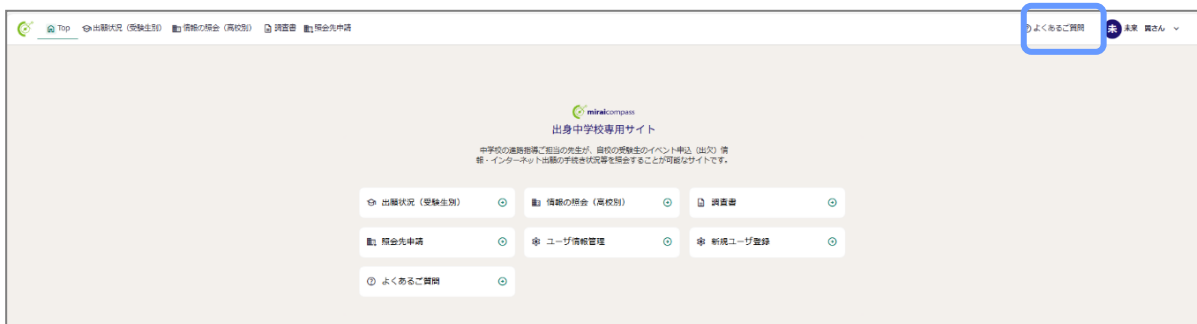 Top 出願状況（受験生別） 情報の照会（高校別） 調査書 照会先申請
よくあるご質問 未 未来 翼さん
miraicompass
出身中学校専用サイト
中学校の進路指導ご担当の先生が、自校の受験生のイベント申込（出欠）情
報・インターネット出願の手続き状況等を照会することが可能なサイトです。
出願状況（受験生別） 情報の照会（高校別） 調査書
照会先申請 ユーザ情報管理 新規ユーザ登録
よくあるご質問